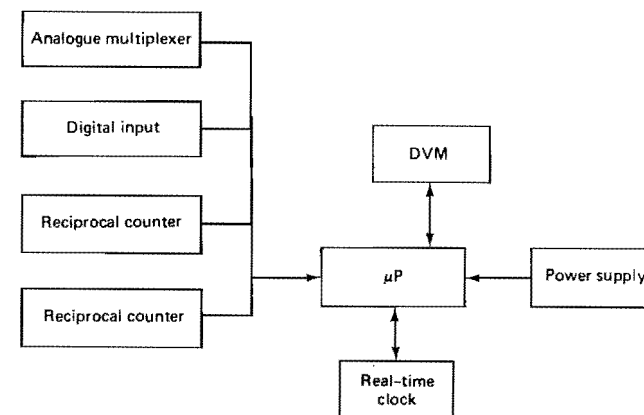 Analogue multiplexer
Digital input
DVM
Reciprocal counter
μP
Power supply
Reciprocal counter
Real-time
clock